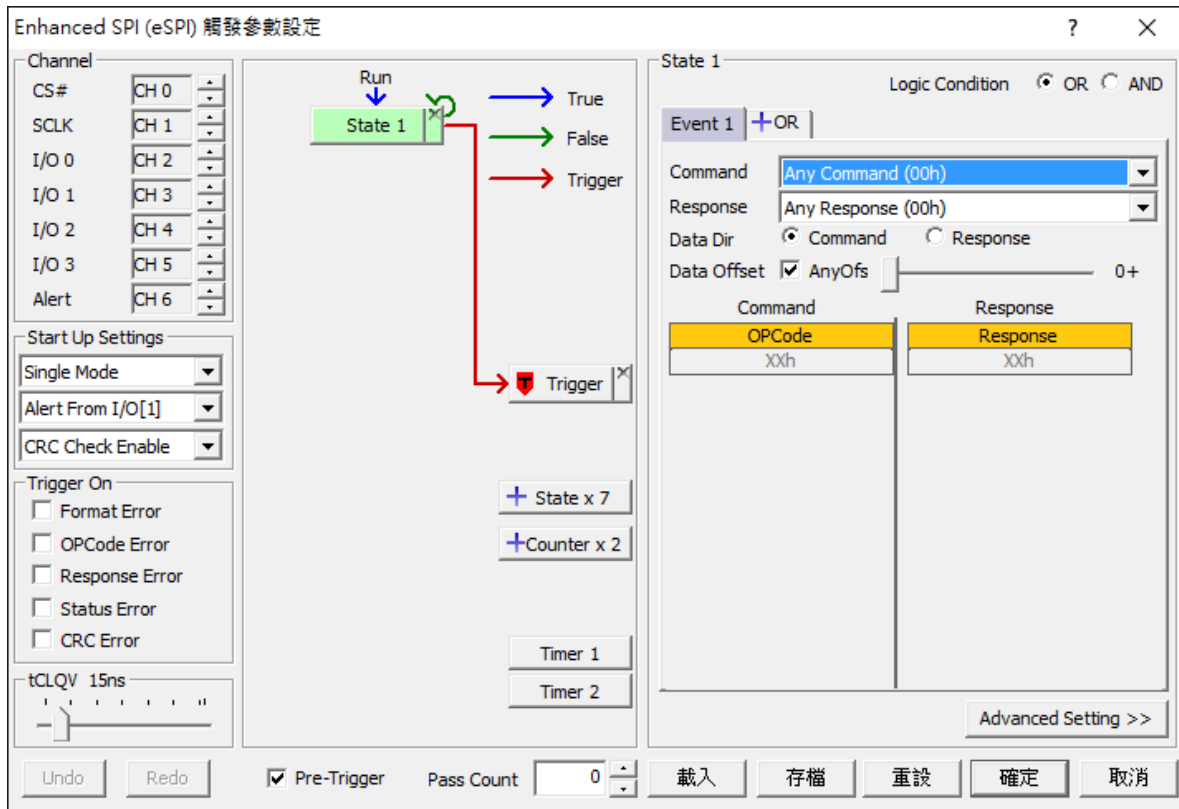 Enhanced SPI (eSPI) 觸發參數設定
Channel
CS# CH 0
SCLK CH 1
I/O 0 CH 2
I/O 1 CH 3
I/O 2 CH 4
I/O 3 CH 5
Alert CH 6
Start Up Settings
Single Mode
Alert From I/O[1]
CRC Check Enable
Trigger On
Format Error
OPCode Error
Response Error
Status Error
CRC Error
tCLQV 15ns
Run
State 1
True
False
Trigger
T Trigger
State x 7
Counter x 2
Timer 1
Timer 2
State 1
Logic Condition OR AND
Event 1 +OR
Command Any Command (00h)
Response Any Response (00h)
Data Dir Command Response
Data Offset AnyOfs 0+
Command Response
OPCode Response
XXh XXh
Advanced Setting >>
Undo Redo Pre-Trigger Pass Count 0 載入 存檔 重設 確定 取消